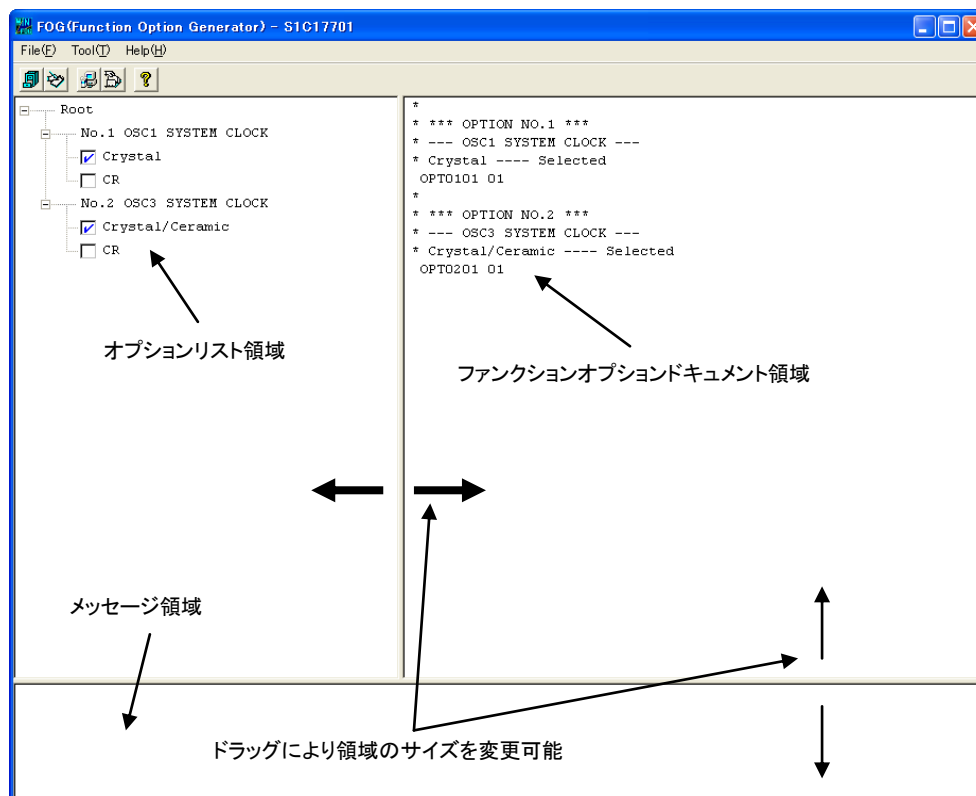 FOG(Function Option Generator) - S1C17701
File(F) Tool(T) Help(H)
Root
No.1 OSC1 SYSTEM CLOCK
Crystal
CR
No.2 OSC3 SYSTEM CLOCK
Crystal/Ceramic
CR
オプションリスト領域
*
* *** OPTION NO.1 ***
* --- OSC1 SYSTEM CLOCK ---
* Crystal ---- Selected
OPT0101 01
*
* *** OPTION NO.2 ***
* --- OSC3 SYSTEM CLOCK ---
* Crystal/Ceramic ---- Selected
OPT0201 01
ファンクションオプションドキュメント領域
メッセージ領域
ドラッグにより領域のサイズを変更可能